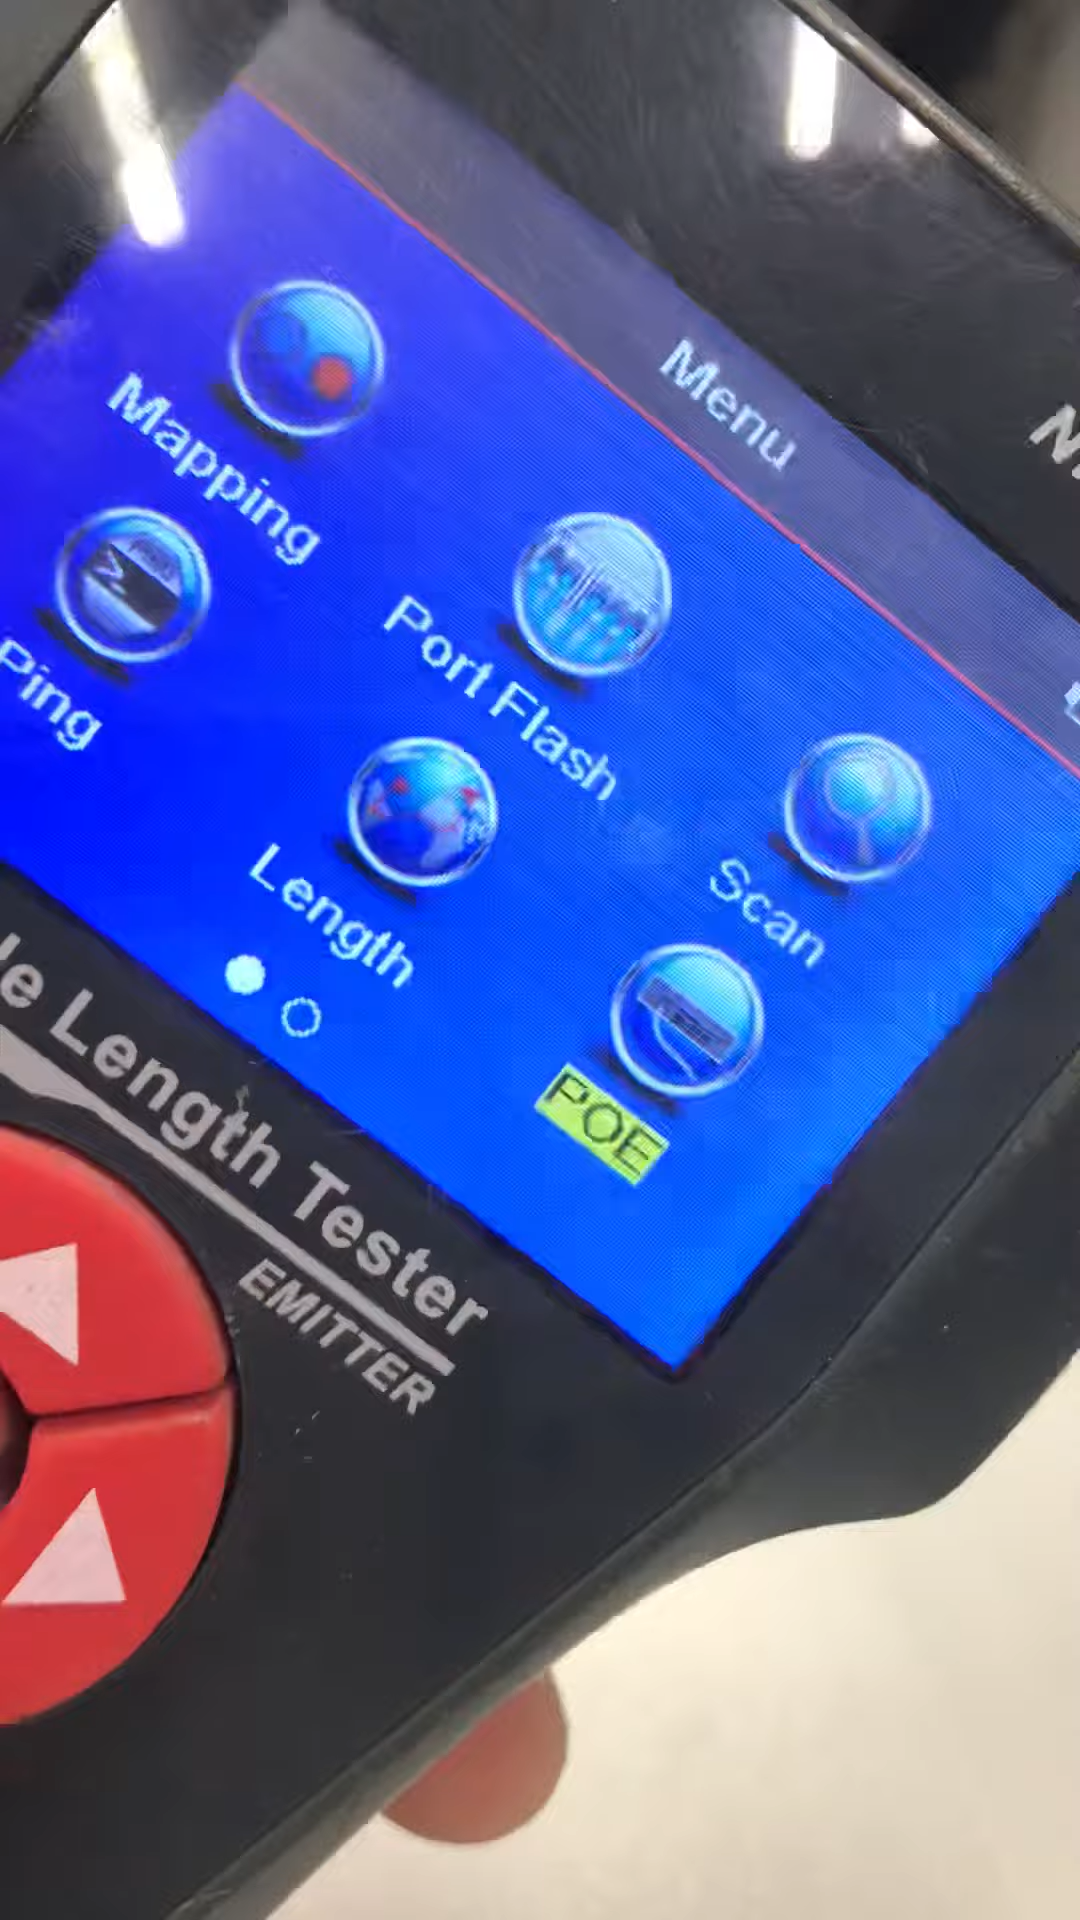 Menu
Mapping
Port Flash
Scan
Ping
Length
POE
Length Tester
EMITTER